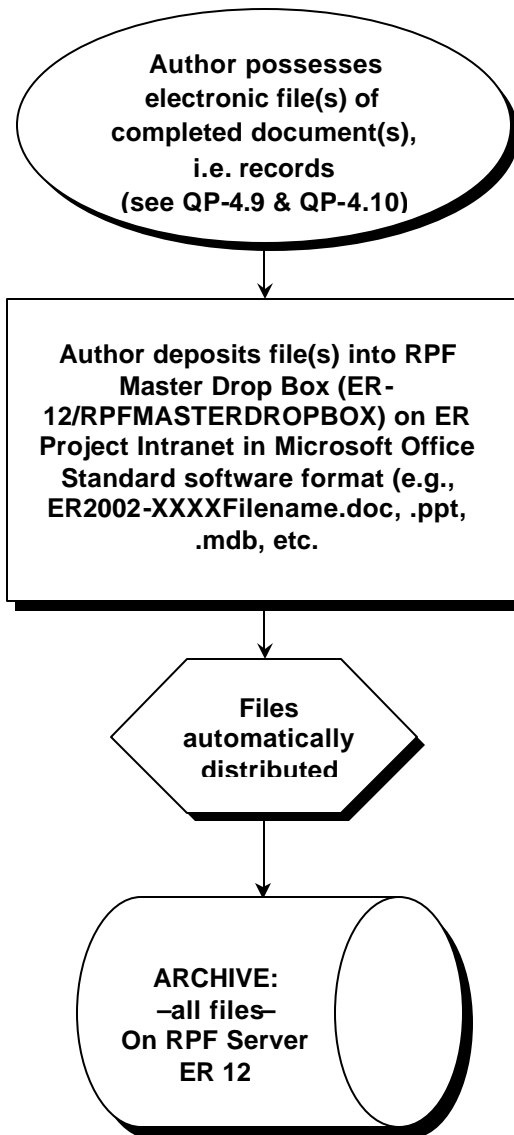 Author possesses
electronic file(s) of
completed document(s),
i.e. records
(see QP-4.9 & QP-4.10)
Author deposits file(s) into RPF
Master Drop Box (ER-
12/RPFMASTERDROPBOX) on ER
Project Intranet in Microsoft Office
Standard software format (e.g.,
ER2002-XXXXFilename.doc, .ppt,
.mdb, etc.
Files
automatically
distributed
ARCHIVE:
–all files–
On RPF Server
ER 12